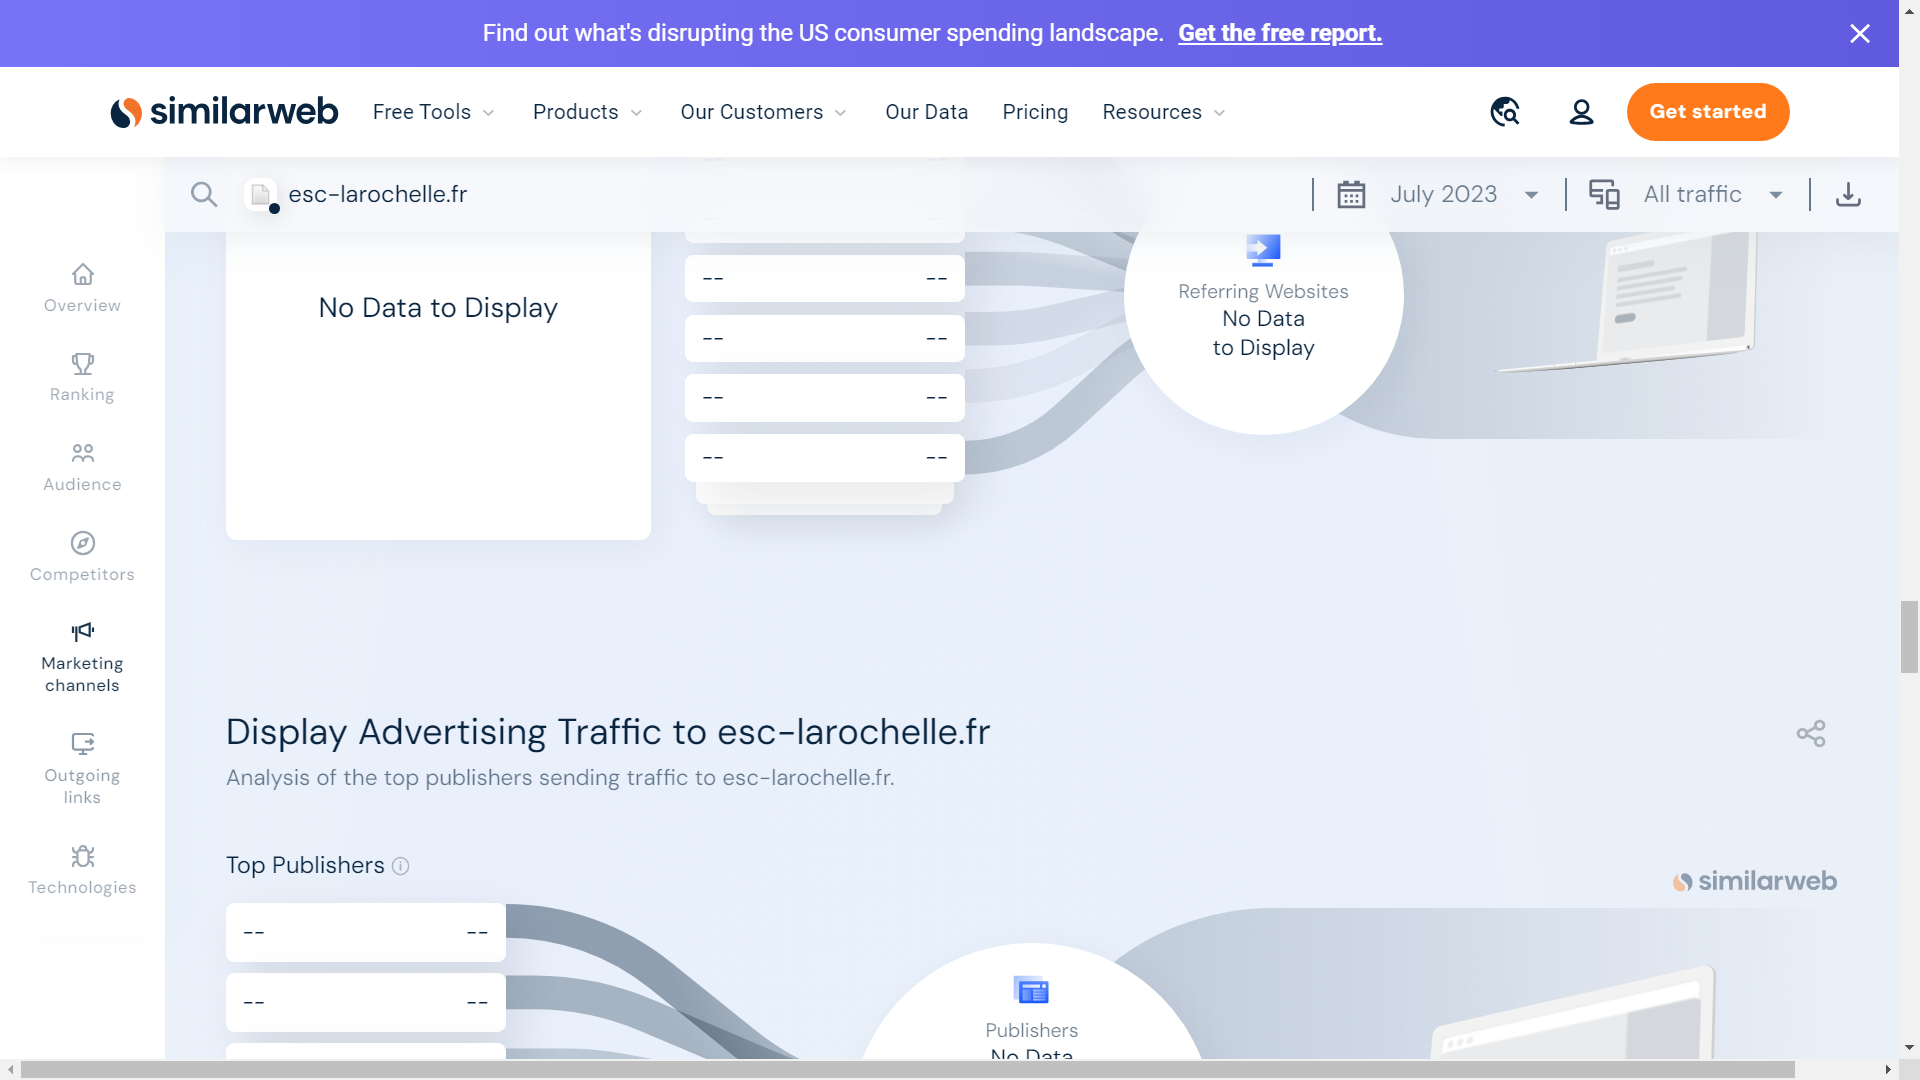 Find out what's disrupting the US consumer spending landscape. Get the free report.
similarweb Free Tools Products Our Customers Our Data Pricing Resources Get started
esc-larochelle.fr July 2023 All traffic
Overview
Ranking
Audience
Competitors
Marketing
channels
Outgoing
links
Technologies
No Data to Display
-- --
-- --
-- --
-- --
Referring Websites
No Data
to Display
Display Advertising Traffic to esc-larochelle.fr
Analysis of the top publishers sending traffic to esc-larochelle.fr.
Top Publishers
similarweb
-- --
-- --
Publishers
No Data